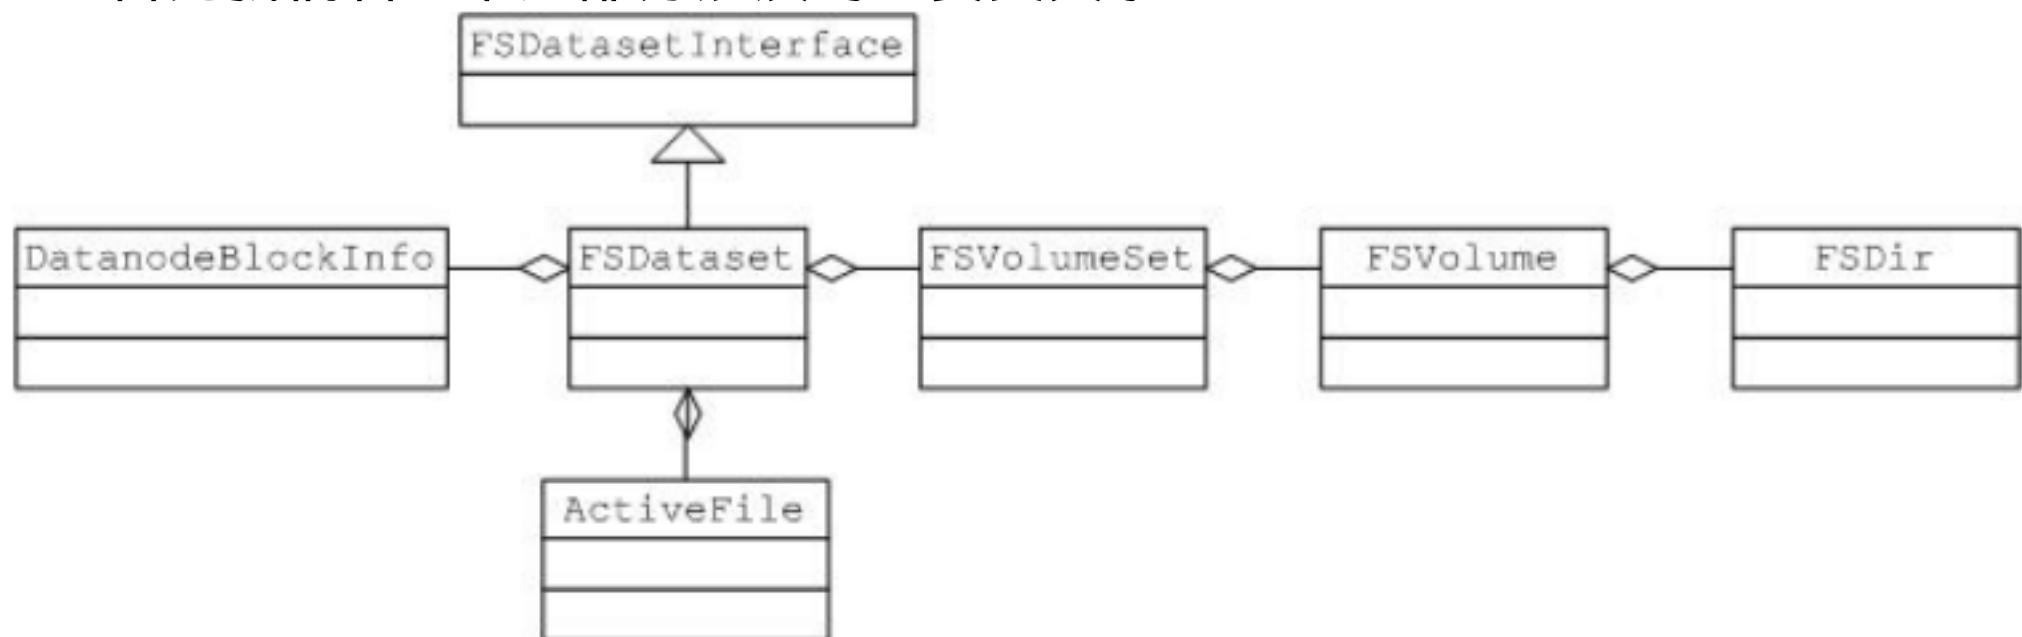 FSDatasetInterface
DatanodeBlockInfo
FSDataset
FSVolumeSet
FSVolume
FSDir
ActiveFile